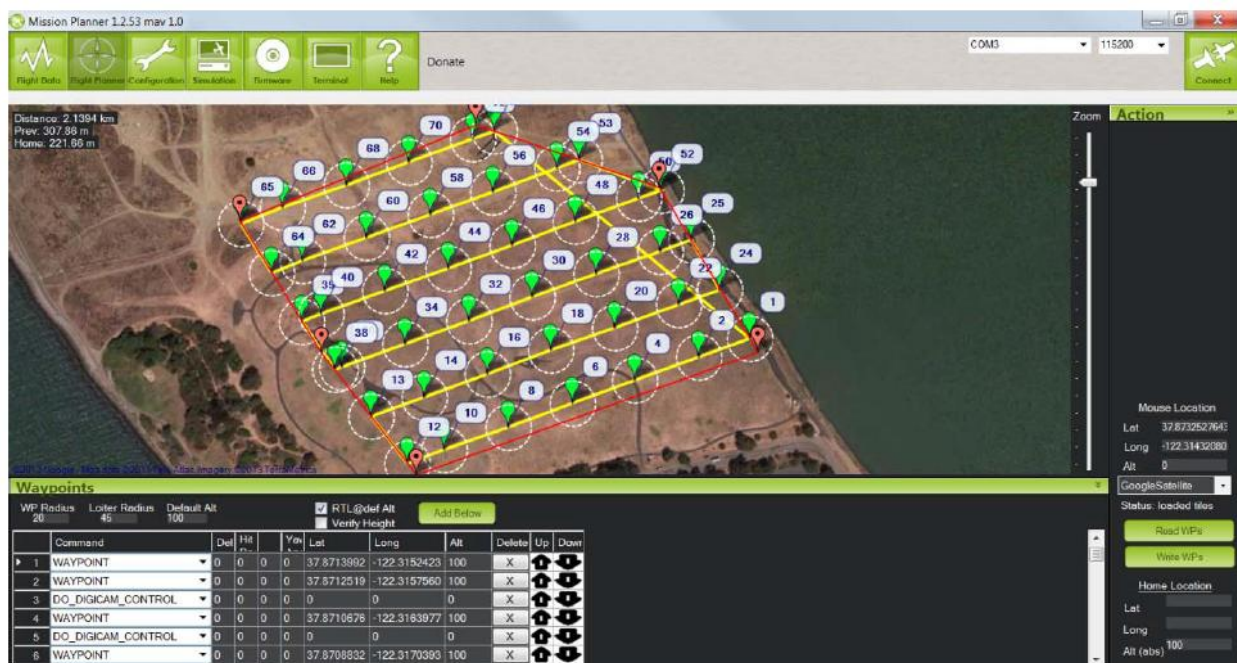 Mission Planner 1.2.53 mav 1.0
Flight Data Flight Planner Configuration Simulation Firmware Terminal Help
Donate
COM3
115200
Connect
Distance: 2.1394 km
Prev: 307.86 m
Home: 221.66 m
Zoom
Action
70
53
54
68
52
66
56
65
58
48
25
60
46
26
62
44
28
64
42
24
30
40
22
32
20
1
34
18
2
38
16
4
14
6
13
8
10
12
Mouse Location
Lat 37.8732527643
Long -122.31432080
Alt 0
GoogleSatellite
Status: loaded tiles
Read WPs
Write WPs
Home Location
Lat
Long
Alt (abs) 100
Waypoints
WP Radius Loiter Radius Default Alt
20 45 100
RTL@def Alt
Verify Height
Add Below
Command Del Hit Lat Long Alt Delete Up Down
1 WAYPOINT 0 0 0 0 37.8713992 -122.3152423 100 X
2 WAYPOINT 0 0 0 0 37.8712519 -122.3157560 100 X
3 DO_DIGICAM_CONTROL 0 0 0 0 0 0 0 X
4 WAYPOINT 0 0 0 0 37.8710676 -122.3163977 100 X
5 DO_DIGICAM_CONTROL 0 0 0 0 0 0 0 X
6 WAYPOINT 0 0 0 0 37.8708832 -122.3170393 100 X